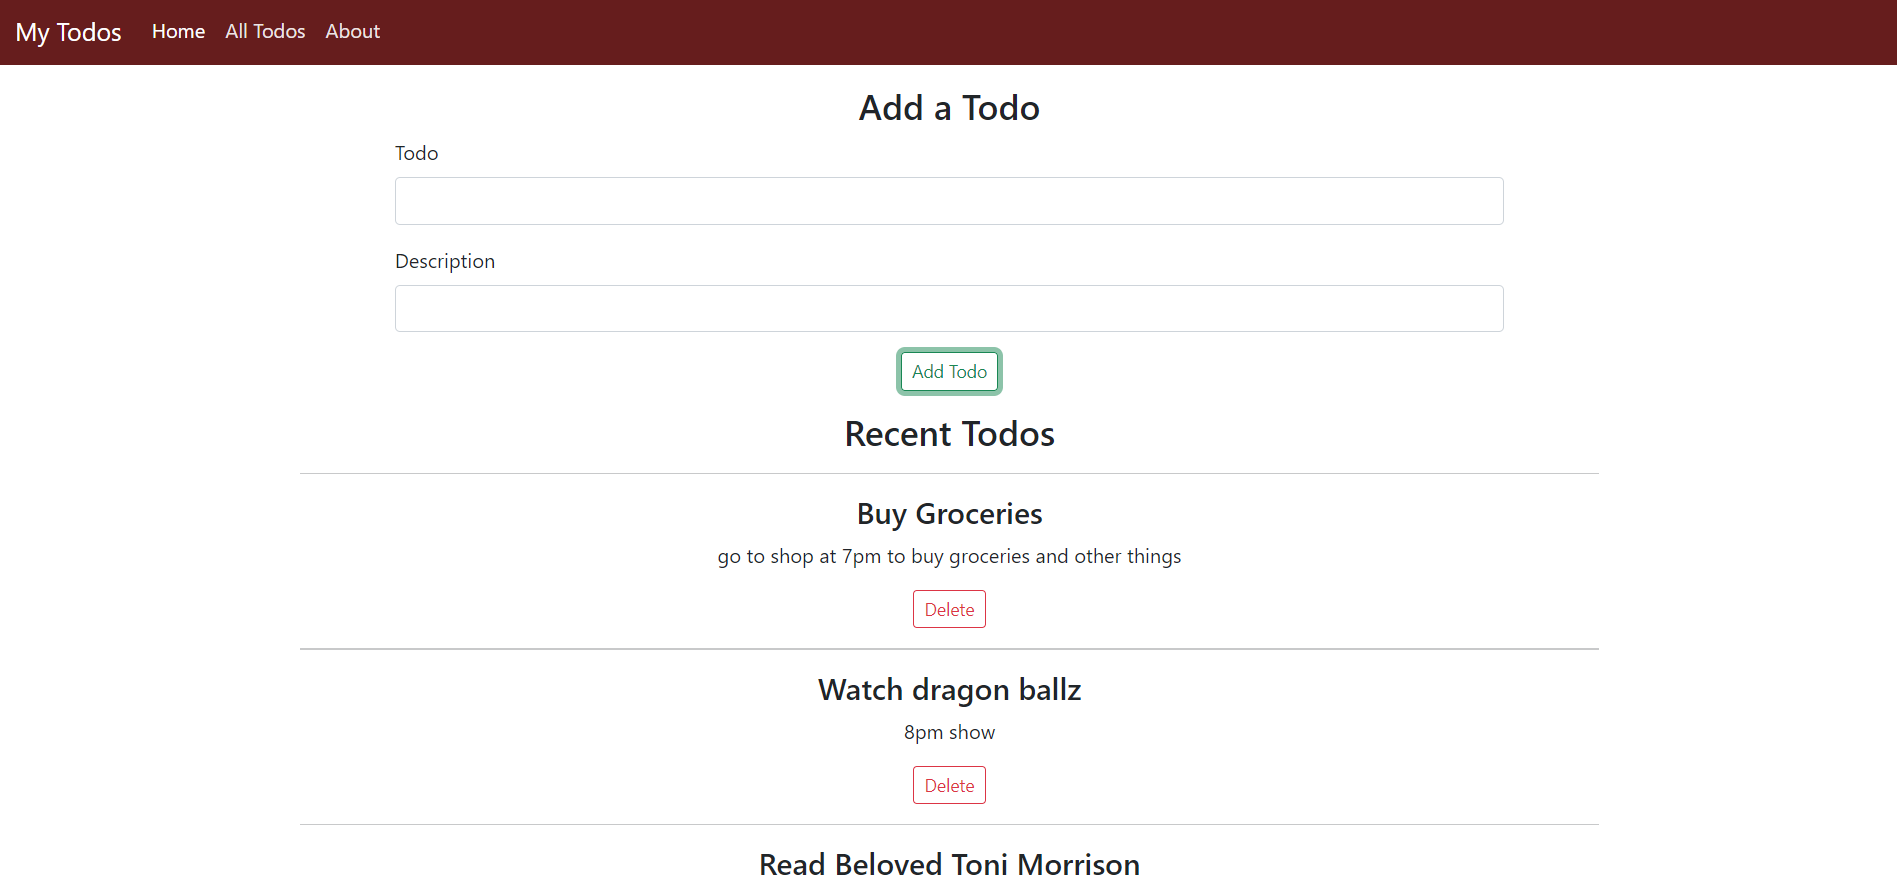 My Todos Home All Todos About
Add a Todo
Todo
Description
Add Todo
Recent Todos
Buy Groceries
go to shop at 7pm to buy groceries and other things
Delete
Watch dragon ballz
8pm show
Delete
Read Beloved Toni Morrison